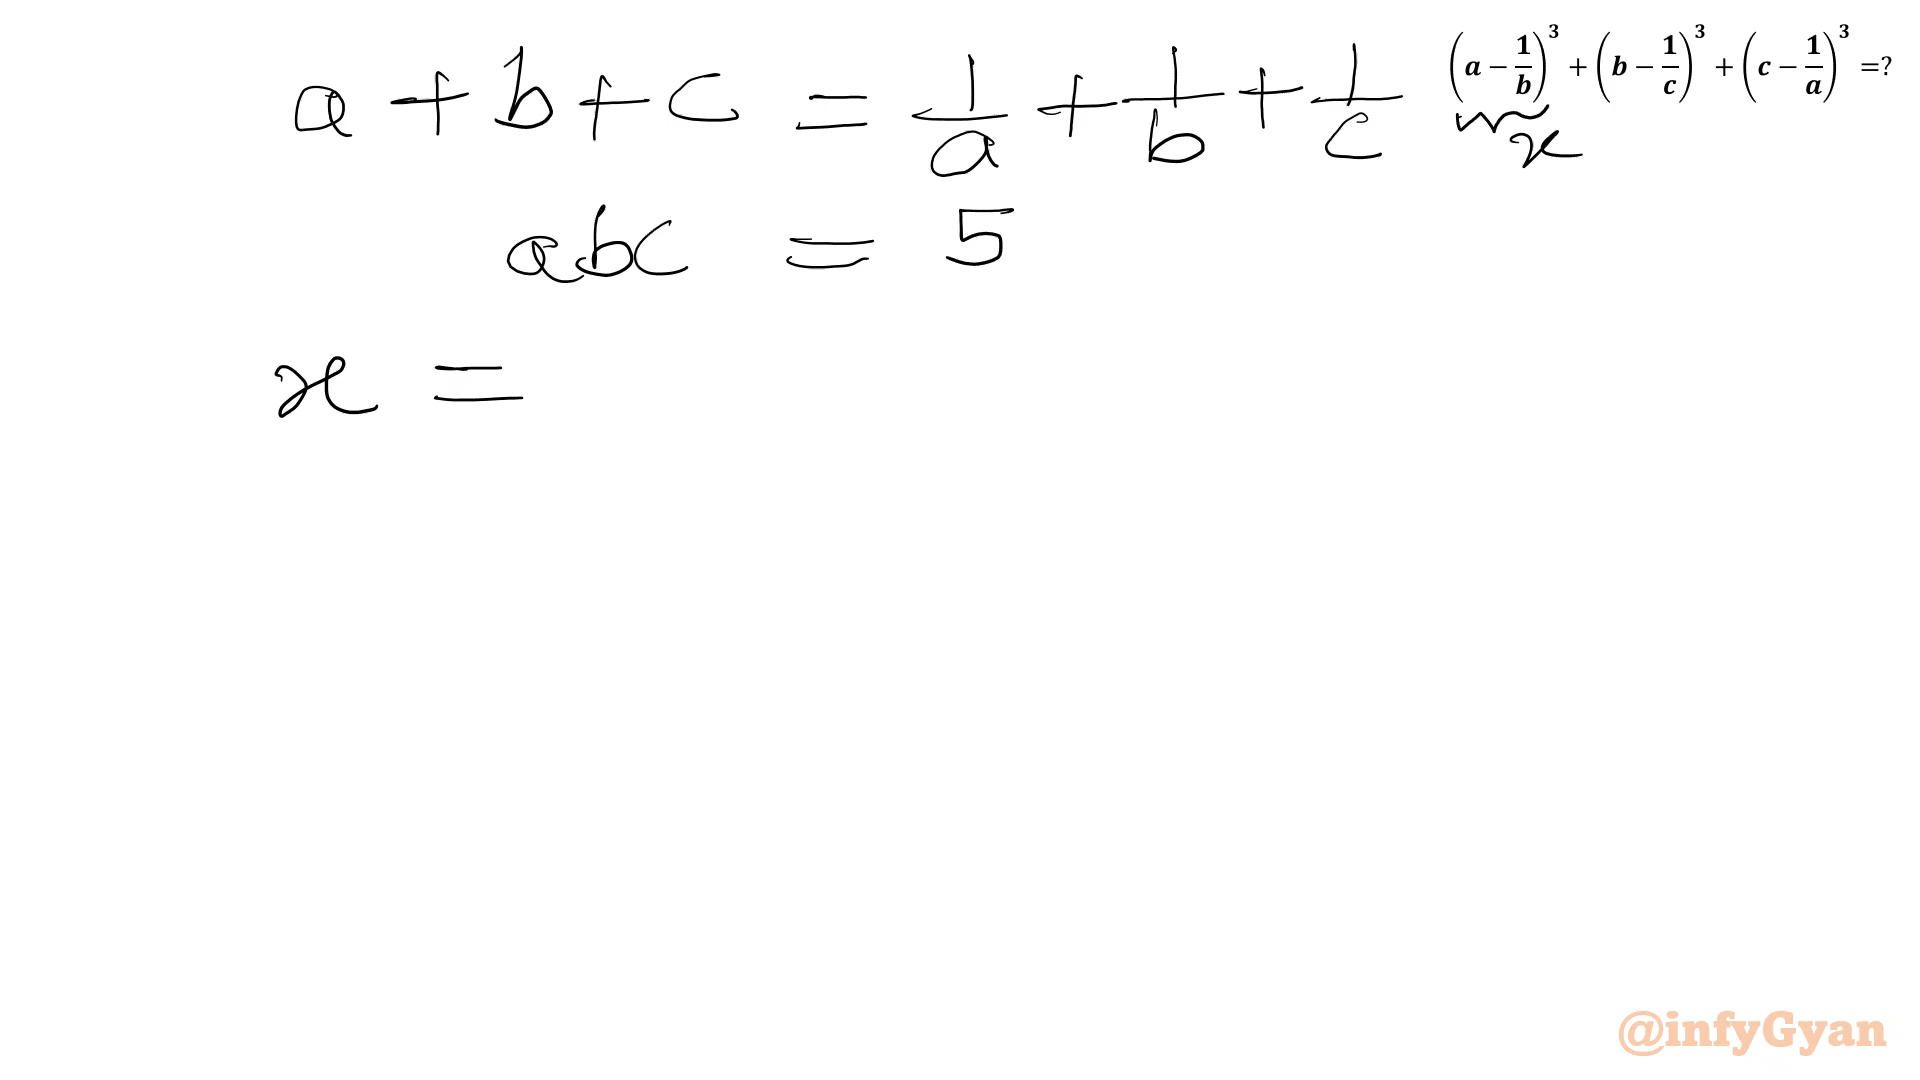 a + b + c = 1/a + 1/b + 1/c
(a − 1/b)³ + (b − 1/c)³ + (c − 1/a)³ =?
x
abc = 5
x =
@infyGyan